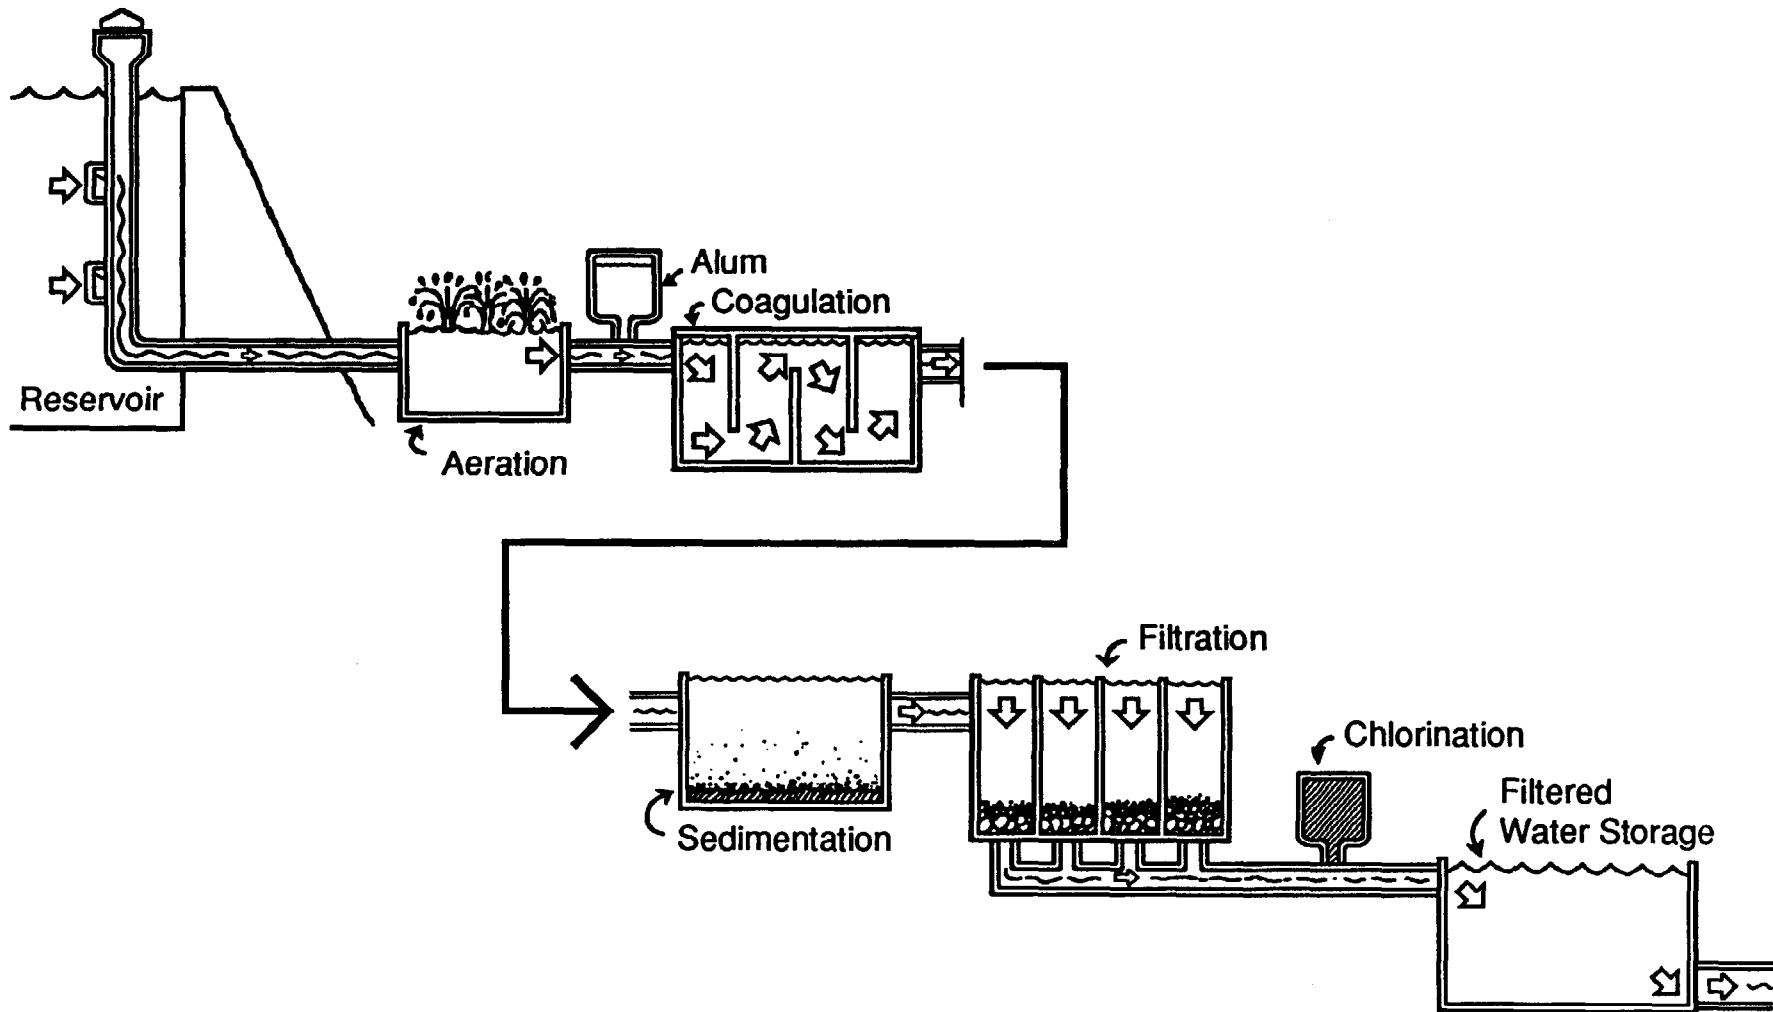 Alum
Coagulation
Reservoir
Aeration
Filtration
Chlorination
Sedimentation
Filtered
Water Storage